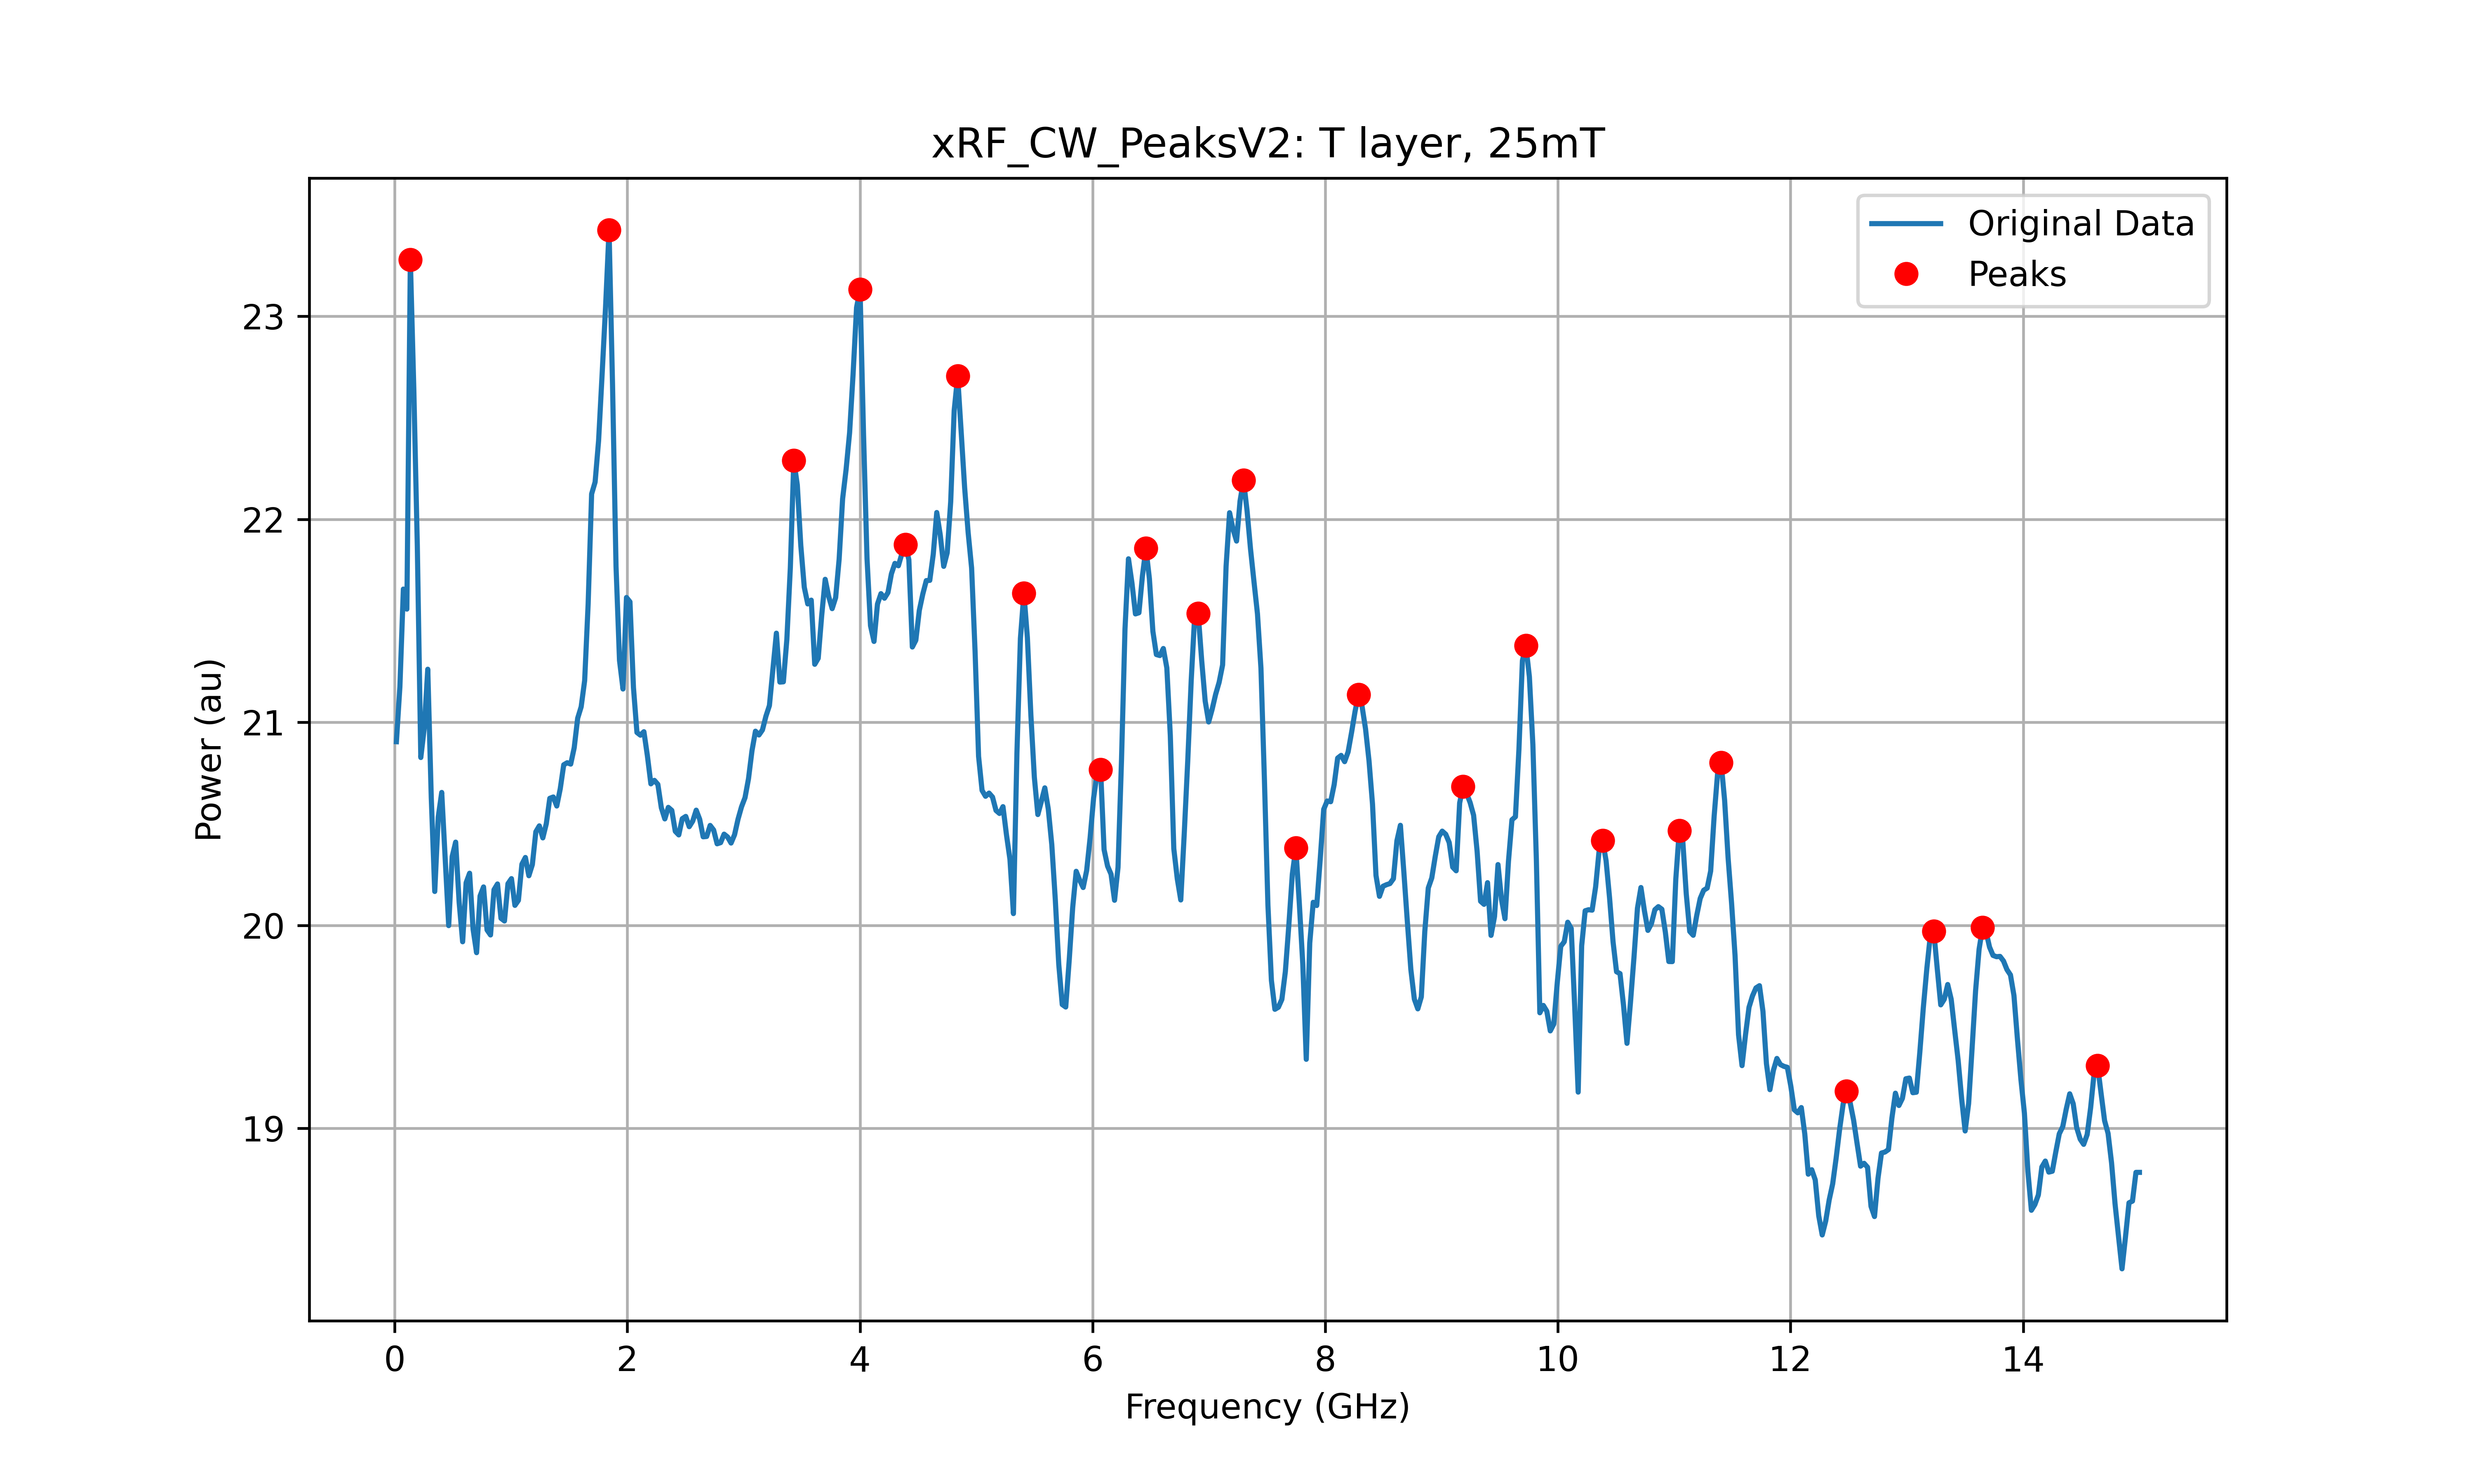 xRF_CW_PeaksV2: T layer, 25mT
Original Data
Peaks
Power (au)
23
22
21
20
19
0 2 4 6 8 10 12 14
Frequency (GHz)